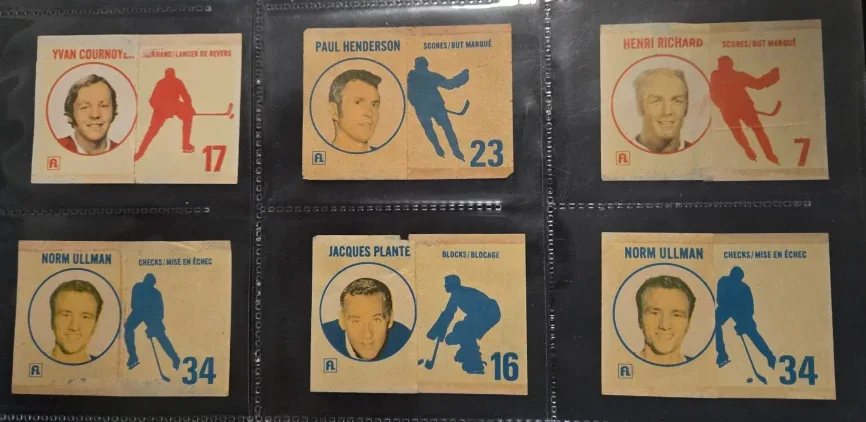 YVAN COURNOYE.
LANCER DE REVERS
17
PAUL HENDERSON
SCORES/BUT MARQUÉ
23
HENRI RICHARD
SCORES/BUT MARQUÉ
7
NORM ULLMAN
CHECKS/MISE EN ÉCHEC
34
JACQUES PLANTE
BLOCKS/BLOCAGE
16
NORM ULLMAN
CHECKS/MISE EN ÉCHEC
34